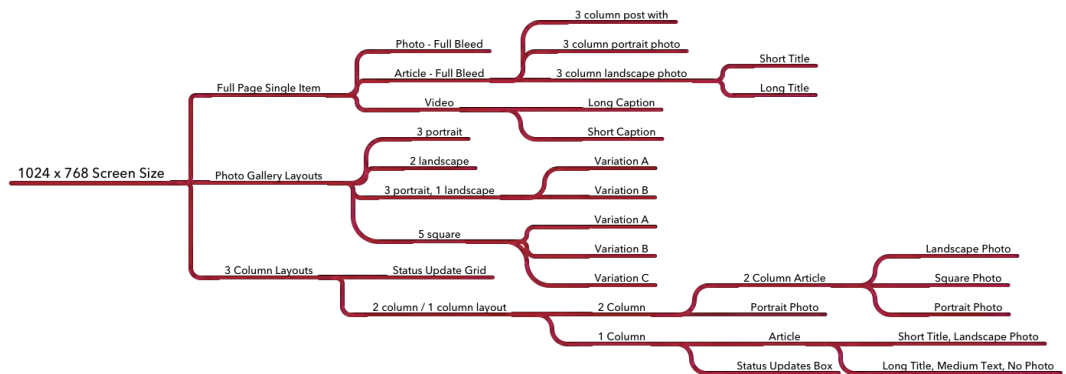 3 column post with
Photo - Full Bleed
3 column portrait photo
Article - Full Bleed
3 column landscape photo
Short Title
Full Page Single Item
Long Title
Video
Long Caption
3 portrait
Short Caption
2 landscape
Variation A
1024 x 768 Screen Size
Photo Gallery Layouts
3 portrait, 1 landscape
Variation B
Variation A
5 square
Variation B
Landscape Photo
3 Column Layouts
Status Update Grid
Variation C
2 Column Article
Square Photo
2 column / 1 column layout
2 Column
Portrait Photo
Portrait Photo
1 Column
Article
Short Title, Landscape Photo
Status Updates Box
Long Title, Medium Text, No Photo